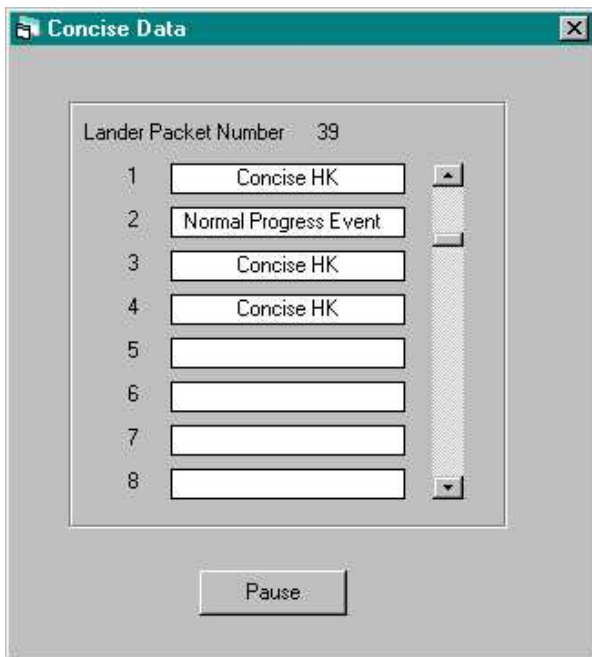 Concise Data
Lander Packet Number 39
1 Concise HK
2 Normal Progress Event
3 Concise HK
4 Concise HK
5
6
7
8
Pause